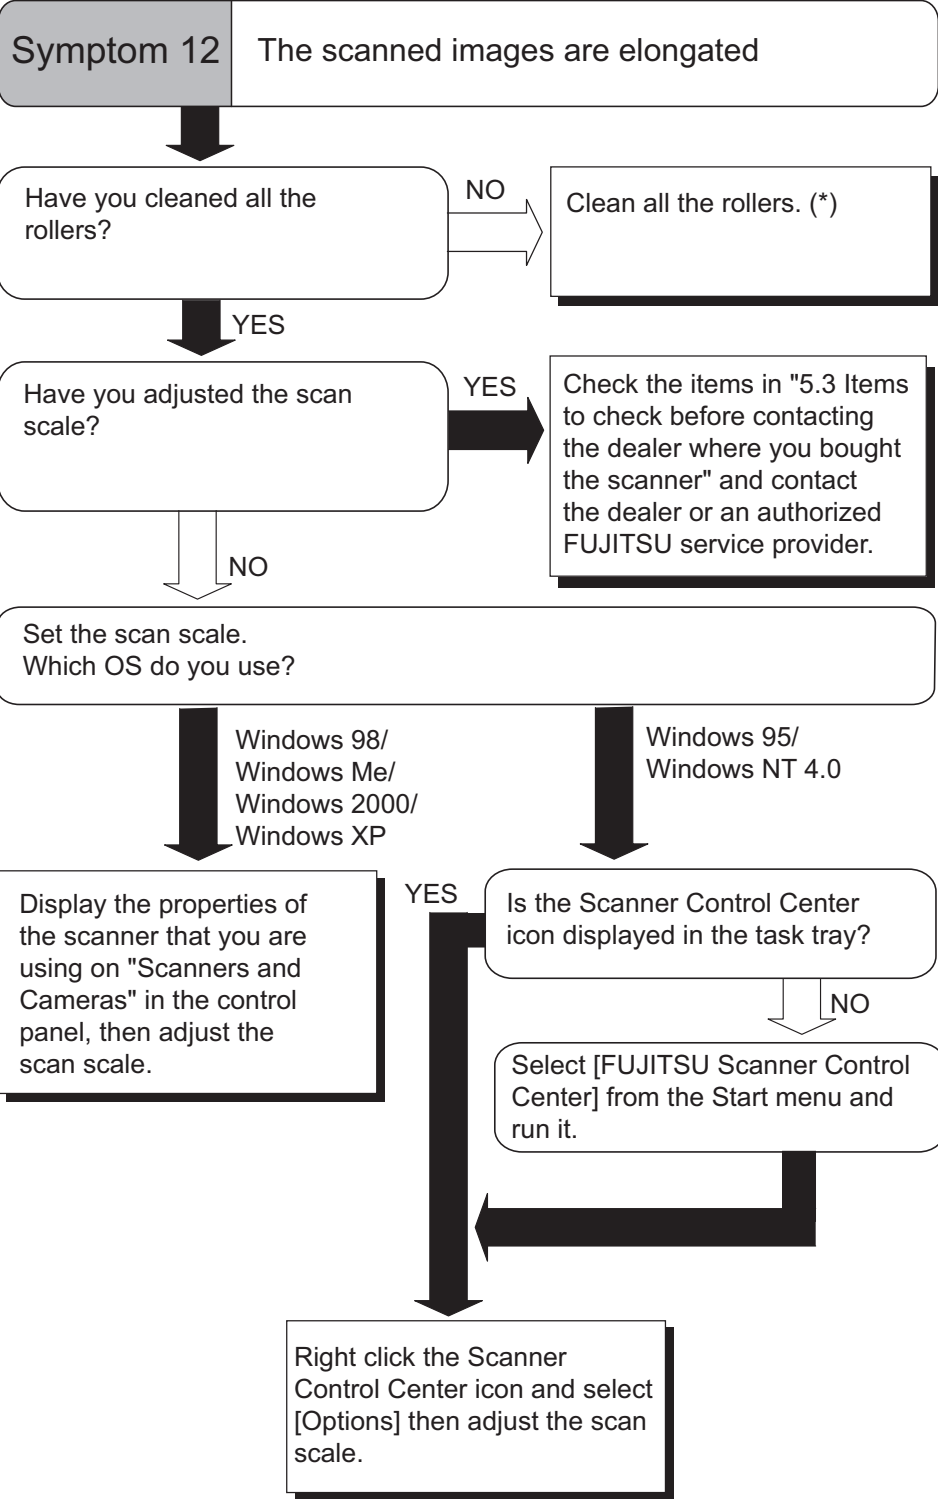 Symptom 12
The scanned images are elongated
Have you cleaned all the
rollers?
NO
Clean all the rollers. (*)
YES
Have you adjusted the scan
scale?
YES
Check the items in "5.3 Items
to check before contacting
the dealer where you bought
the scanner" and contact
the dealer or an authorized
FUJITSU service provider.
NO
Set the scan scale.
Which OS do you use?
Windows 98/
Windows Me/
Windows 2000/
Windows XP
Windows 95/
Windows NT 4.0
Display the properties of
the scanner that you are
using on "Scanners and
Cameras" in the control
panel, then adjust the
scan scale.
YES
Is the Scanner Control Center
icon displayed in the task tray?
NO
Select [FUJITSU Scanner Control
Center] from the Start menu and
run it.
Right click the Scanner
Control Center icon and select
[Options] then adjust the scan
scale.